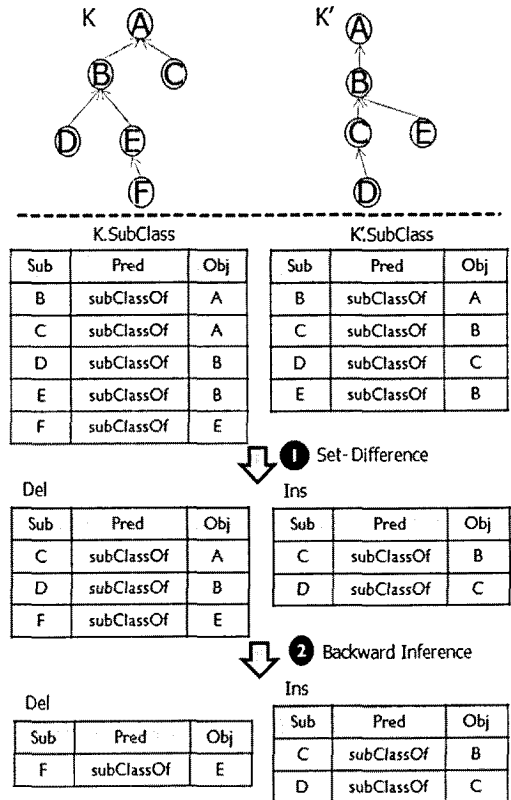 K
K'
A
A
B
C
B
D
E
C
E
F
D
K.SubClass
Sub Pred Obj
B subClassOf A
C subClassOf A
D subClassOf B
E subClassOf B
F subClassOf E
K'.SubClass
Sub Pred Obj
B subClassOf A
C subClassOf B
D subClassOf C
E subClassOf B
1 Set-Difference
Del
Sub Pred Obj
C subClassOf A
D subClassOf B
F subClassOf E
Ins
Sub Pred Obj
C subClassOf B
D subClassOf C
2 Backward Inference
Del
Sub Pred Obj
F subClassOf E
Ins
Sub Pred Obj
C subClassOf B
D subClassOf C